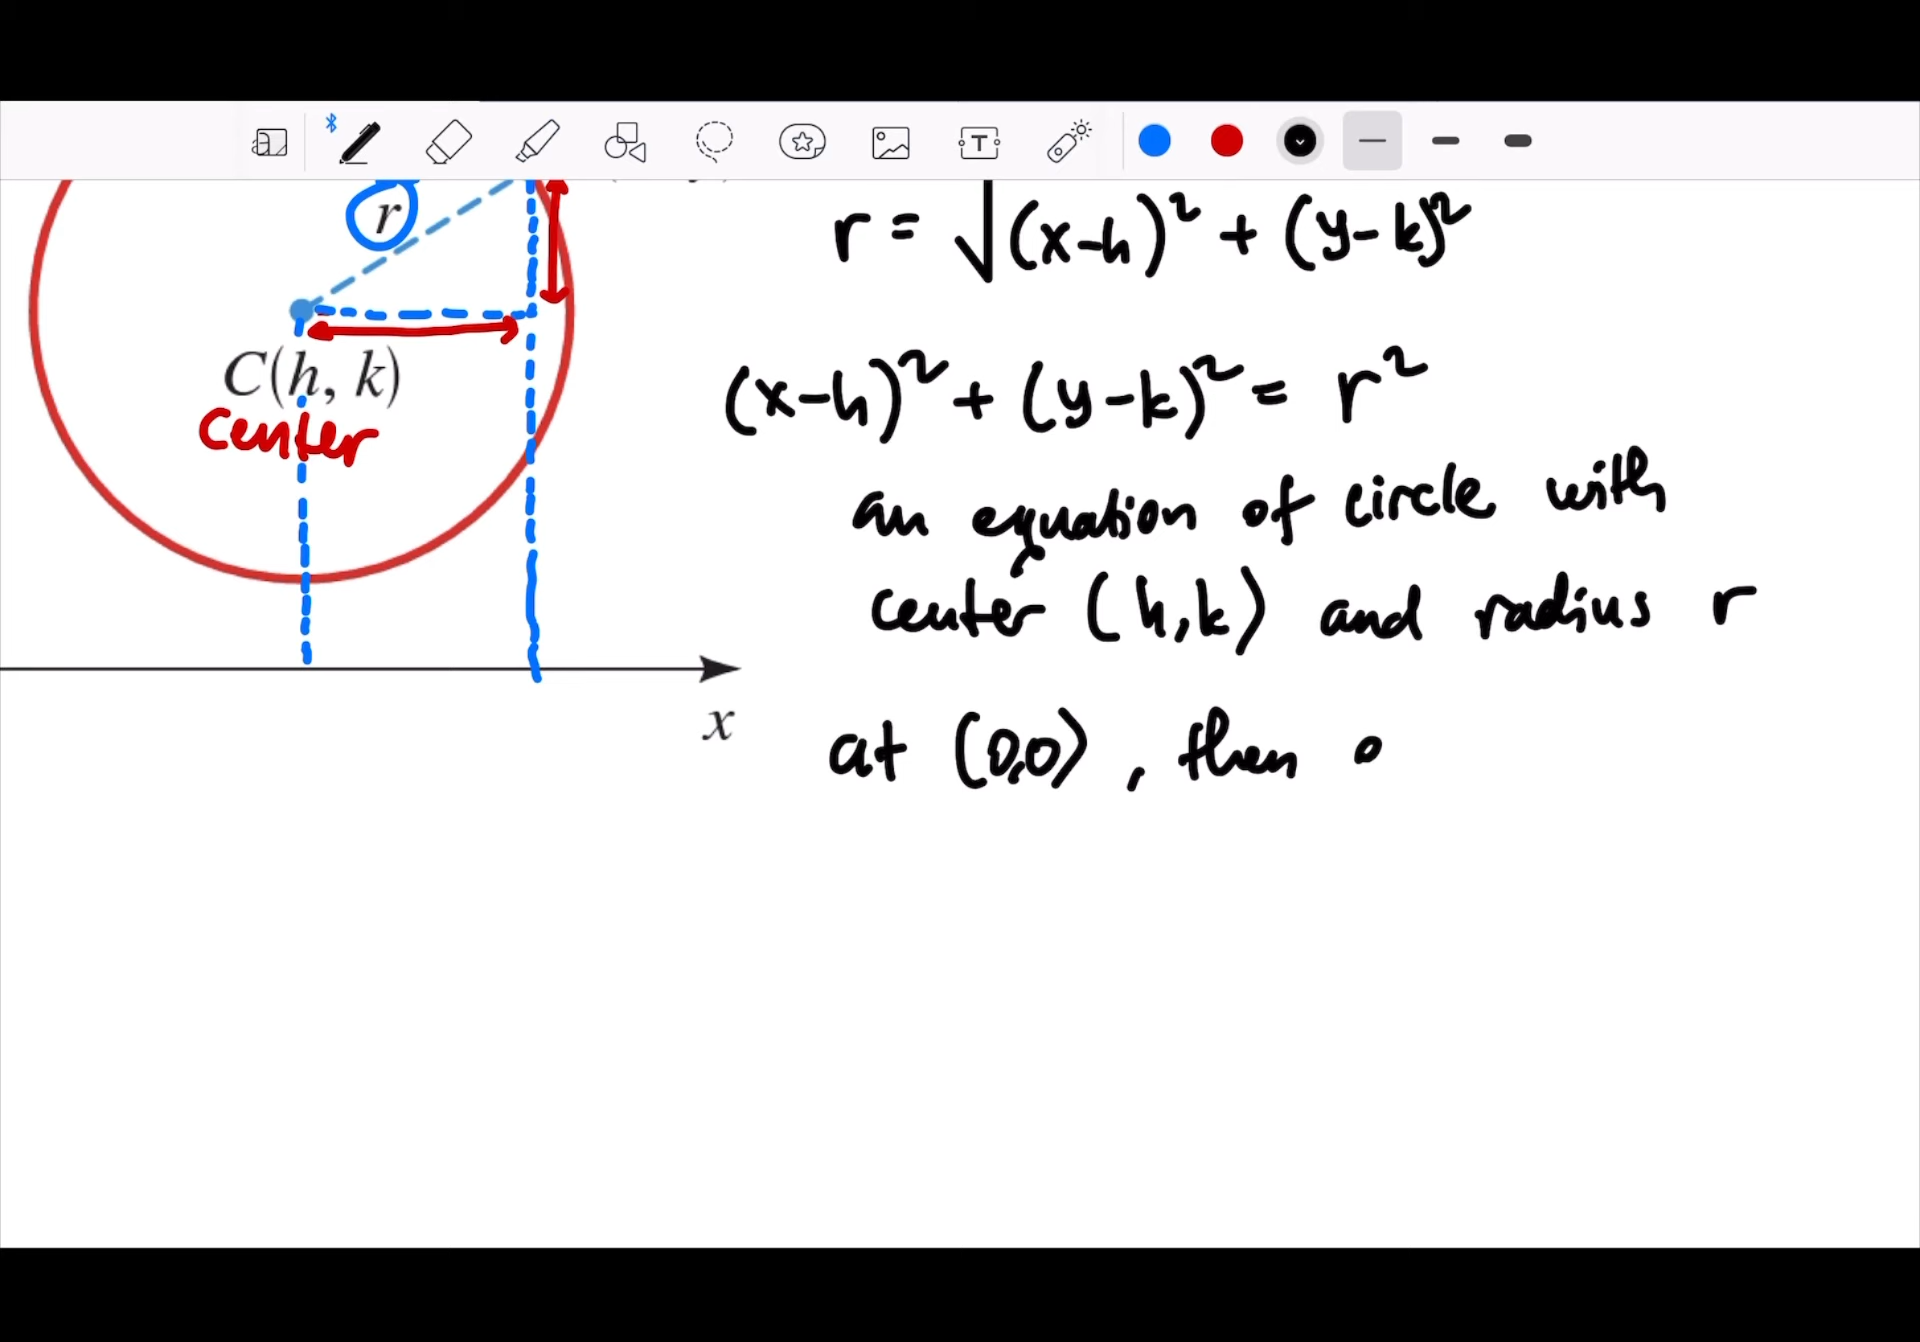 r
r = √(x-h)² + (y-k)²
C(h, k)
center
(x-h)² + (y-k)² = r²
an equation of circle with
center (h,k) and radius r
x
at (0,0) , then o